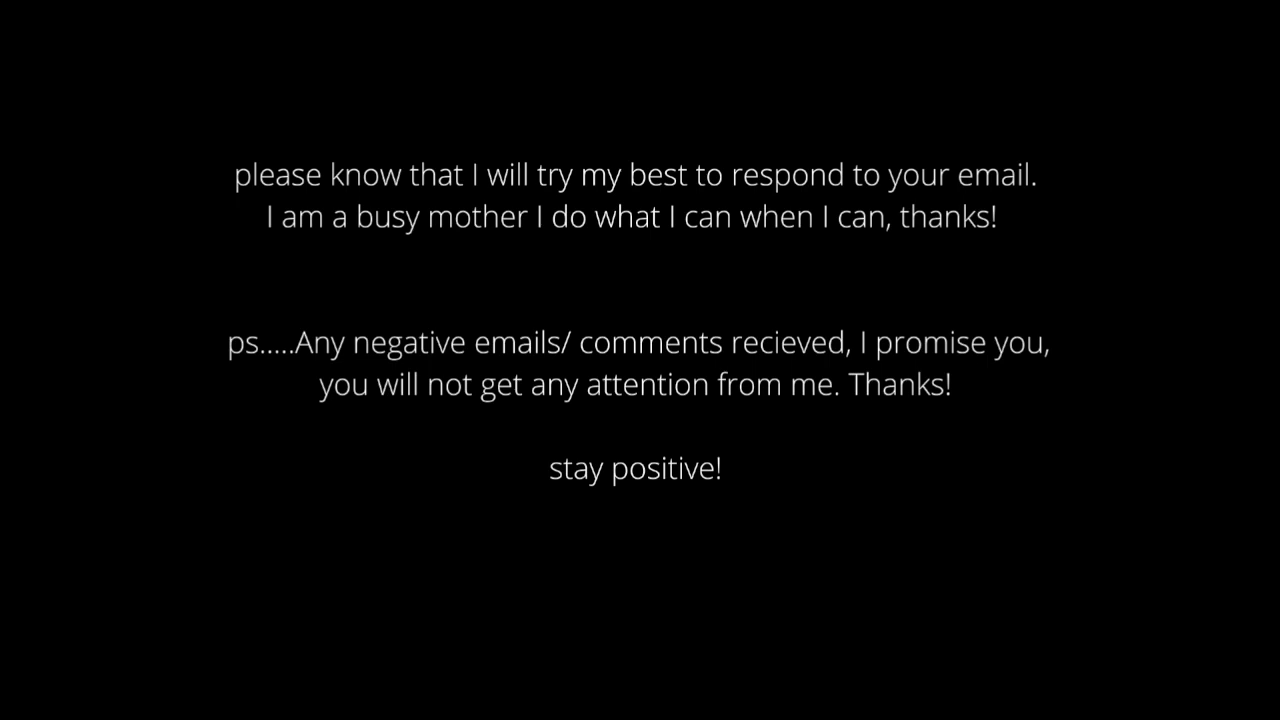 please know that I will try my best to respond to your email.
I am a busy mother I do what I can when I can, thanks!
ps.....Any negative emails/ comments recieved, I promise you,
you will not get any attention from me. Thanks!
stay positive!